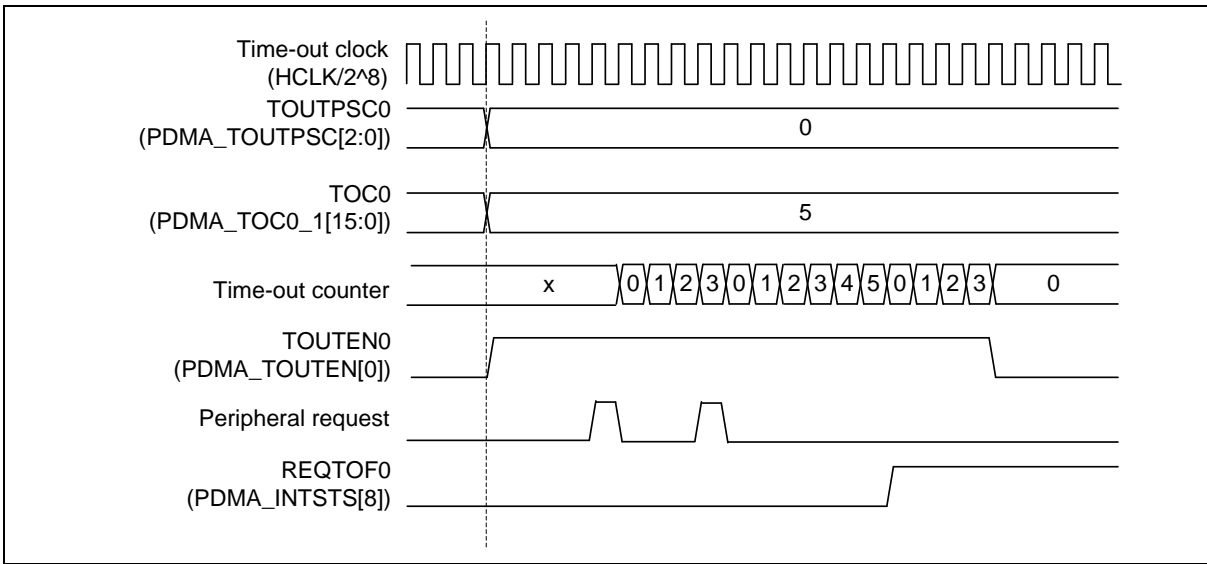 Time-out clock
(HCLK/2^8)
TOUTPSC0
(PDMA_TOUTPSC[2:0])
0
TOC0
(PDMA_TOC0_1[15:0])
5
Time-out counter
x 0 1 2 3 0 1 2 3 4 5 0 1 2 3 0
TOUTEN0
(PDMA_TOUTEN[0])
Peripheral request
REQTOF0
(PDMA_INTSTS[8])